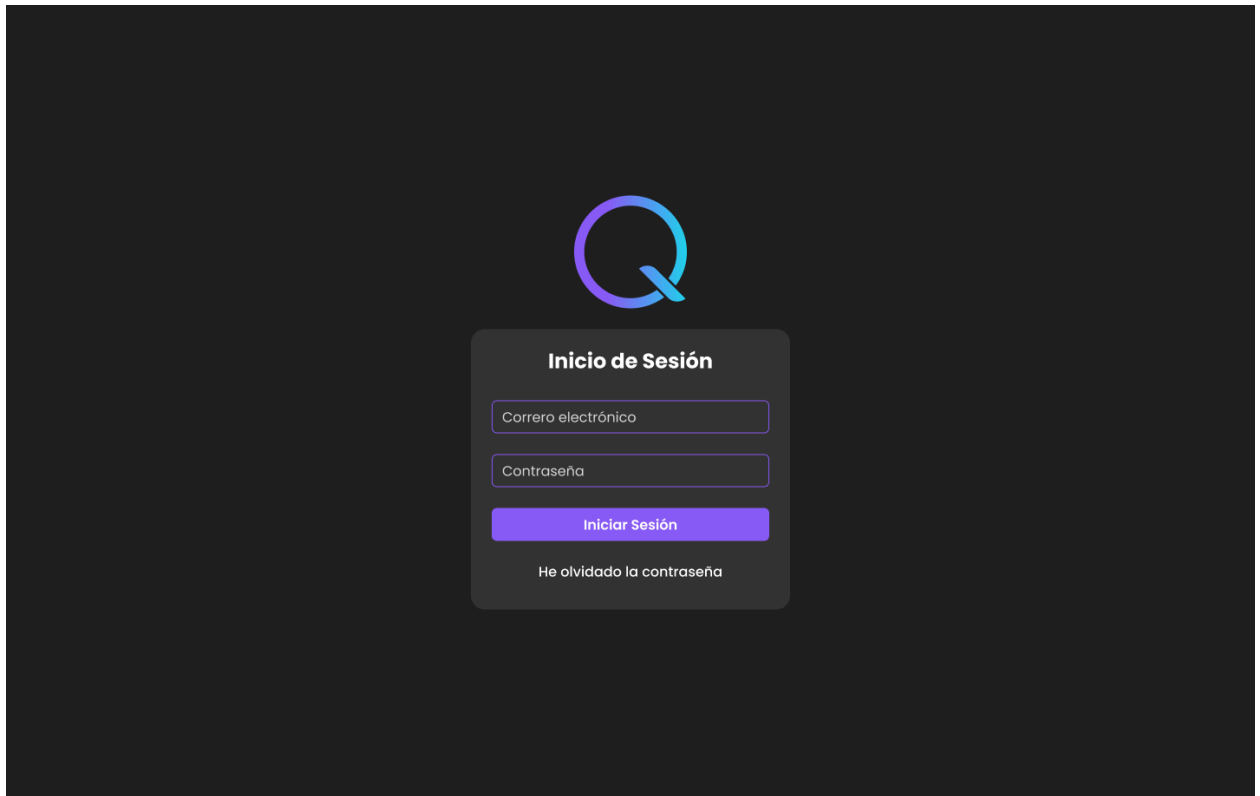 Inicio de Sesión
Correro electrónico
Contraseña
Iniciar Sesión
He olvidado la contraseña